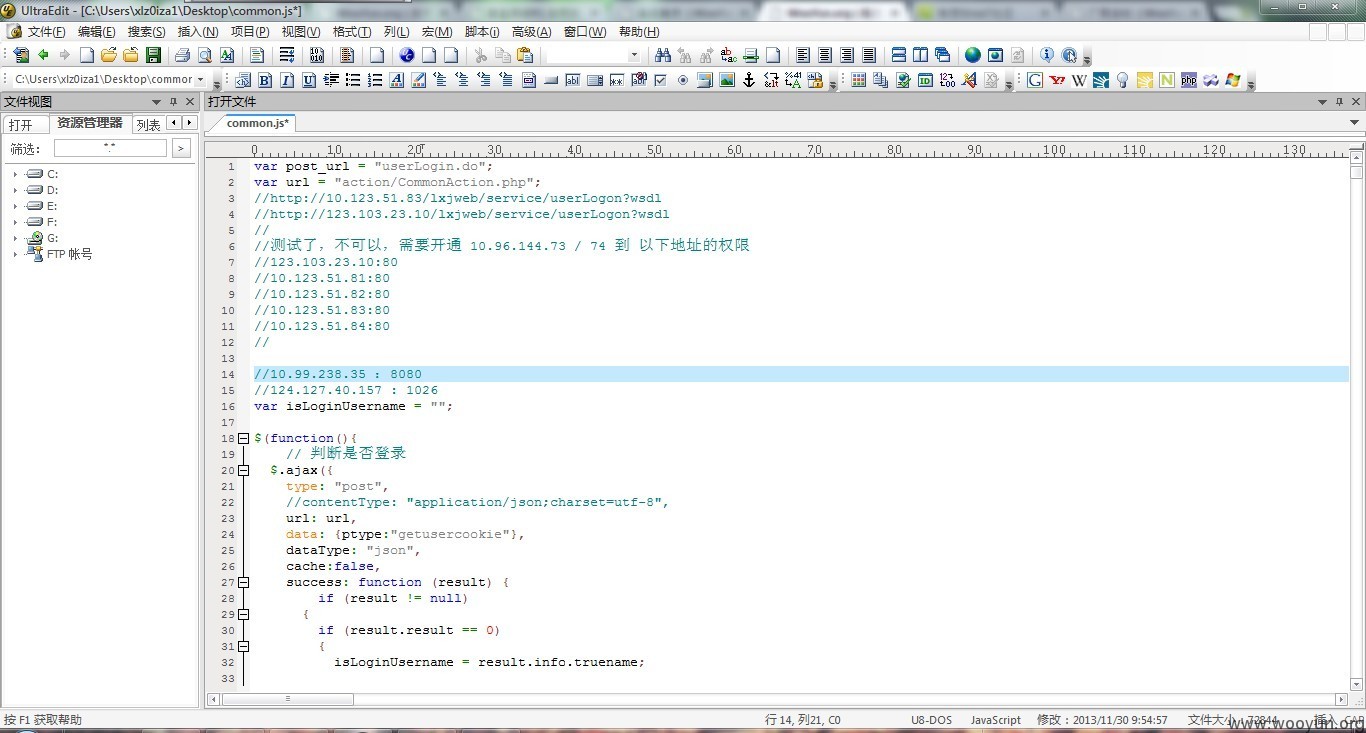 UltraEdit - [C:\Users\xlz0iza1\Desktop\common.js*]
文件(F) 编辑(E) 搜索(S) 插入(N) 项目(P) 视图(V) 格式(T) 列(L) 宏(M) 脚本(i) 高级(A) 窗口(W) 帮助(H)
C:\Users\xlz0iza1\Desktop\commor
文件视图
打开文件
打开 资源管理器 列表
common.js*
筛选: *.* >
0 10 20 30 40 50 60 70 80 90 100 110 120 130
C:
D:
E:
F:
G:
FTP 帐号
1 var post_url = "userLogin.do";
2 var url = "action/CommonAction.php";
3 //http://10.123.51.83/lxjweb/service/userLogon?wsdl
4 //http://123.103.23.10/lxjweb/service/userLogon?wsdl
5 //
6 //测试了，不可以，需要开通 10.96.144.73 / 74 到 以下地址的权限
7 //123.103.23.10:80
8 //10.123.51.81:80
9 //10.123.51.82:80
10 //10.123.51.83:80
11 //10.123.51.84:80
12 //
13
14 //10.99.238.35 : 8080
15 //124.127.40.157 : 1026
16 var isLoginUsername = "";
17
18 $(function(){
19 // 判断是否登录
20 $.ajax({
21 type: "post",
22 //contentType: "application/json;charset=utf-8",
23 url: url,
24 data: {ptype:"getusercookie"},
25 dataType: "json",
26 cache:false,
27 success: function (result) {
28 if (result != null)
29 {
30 if (result.result == 0)
31 {
32 isLoginUsername = result.info.truename;
33
按 F1 获取帮助
行 14, 列21, C0 U8-DOS JavaScript 修改: 2013/11/30 9:54:57 文件大小: 72844 插入 CAP
www.wooyun.org